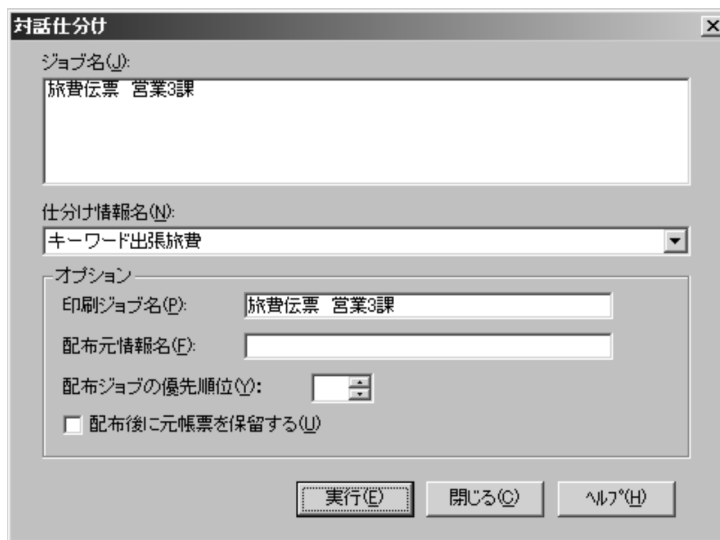 対話仕分け
ジョブ名(J):
旅費伝票 営業3課
仕分け情報名(N):
キーワード出張旅費
オプション
印刷ジョブ名(P):
旅費伝票 営業3課
配布元情報名(F):
配布ジョブの優先順位(Y):
配布後に元帳票を保留する(U)
実行(E) 閉じる(C) ヘルプ(H)